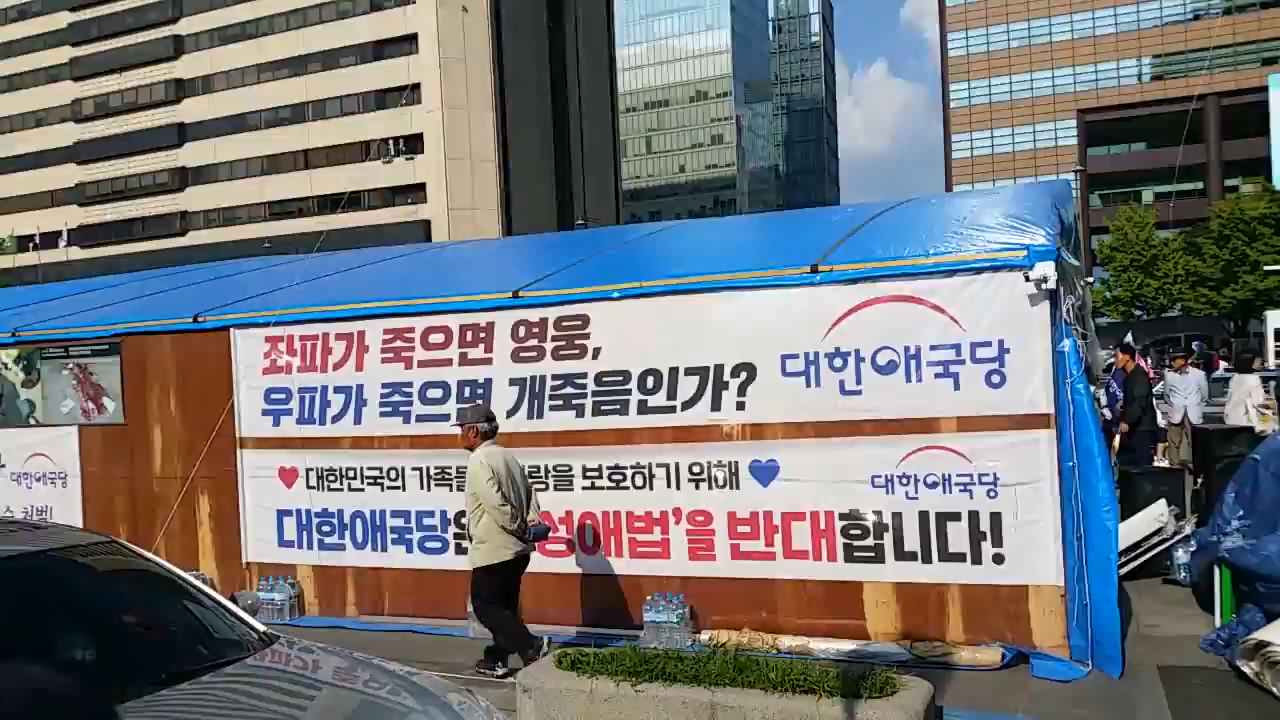 좌파가 죽으면 영웅,
우파가 죽으면 개죽음인가?
대한애국당
대한민국의 가족 보호하기 위해
대한애국당
대한애국당은 성애법'을 반대합니다!
대한애국당
처벌!